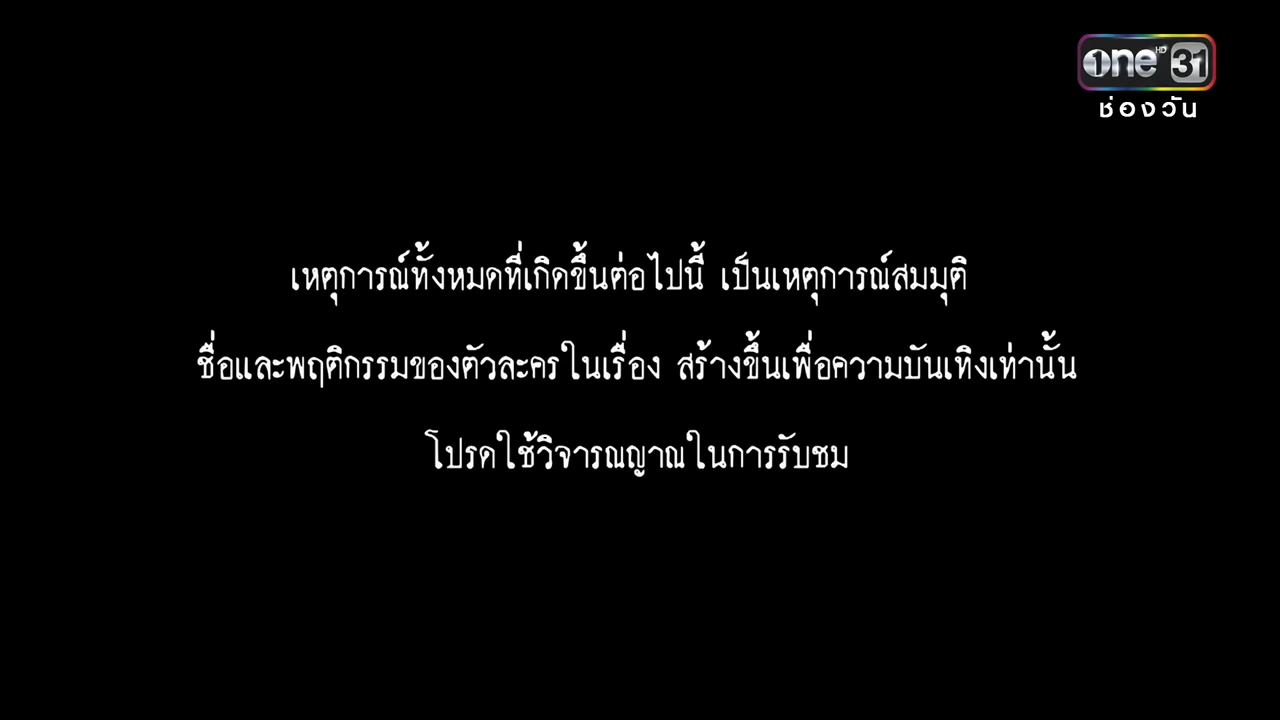 one HD 31
ช่องวัน
เหตุการณ์ทั้งหมดที่เกิดขึ้นต่อไปนี้ เป็นเหตุการณ์สมมุติ
ชื่อและพฤติกรรมของตัวละครในเรื่อง สร้างขึ้นเพื่อความบันเทิงเท่านั้น
โปรดใช้วิจารณญาณในการรับชม